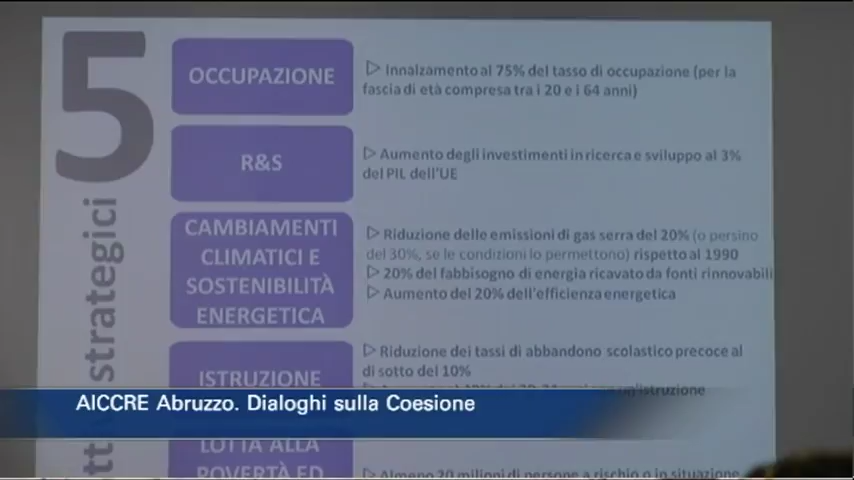 5
strategici
OCCUPAZIONE
Innalzamento al 75% del tasso di occupazione (per la
fascia di età compresa tra i 20 e i 64 anni)
R&S
Aumento degli investimenti in ricerca e sviluppo al 3%
del PIL dell'UE
CAMBIAMENTI
CLIMATICI E
SOSTENIBILITÀ
ENERGETICA
Riduzione delle emissioni di gas serra del 20% (o persino
del 30%, se le condizioni lo permettono) rispetto al 1990
20% del fabbisogno di energia ricavato da fonti rinnovabili
Aumento del 20% dell'efficienza energetica
ISTRUZIONE
Riduzione dei tassi di abbandono scolastico precoce al
di sotto del 10%
un'istruzione
AICCRE Abruzzo. Dialoghi sulla Coesione
LOTTA ALLA
POVERTÀ ED
Almeno 20 milioni di persone a rischio o in situazione